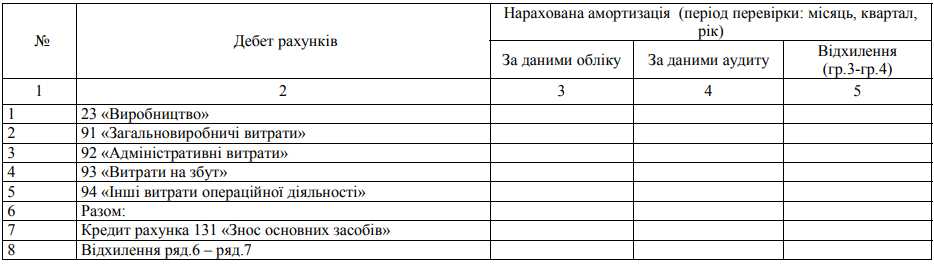 №
Дебет рахунків
Нарахована амортизація (період перевірки: місяць, квартал,
рік)
За даними обліку
За даними аудиту
Відхилення
(гр.3-гр.4)
1 2 3 4 5
1 23 «Виробництво»
2 91 «Загальновиробничі витрати»
3 92 «Адміністративні витрати»
4 93 «Витрати на збут»
5 94 «Інші витрати операційної діяльності»
6 Разом:
7 Кредит рахунка 131 «Знос основних засобів»
8 Відхилення ряд.6 – ряд.7